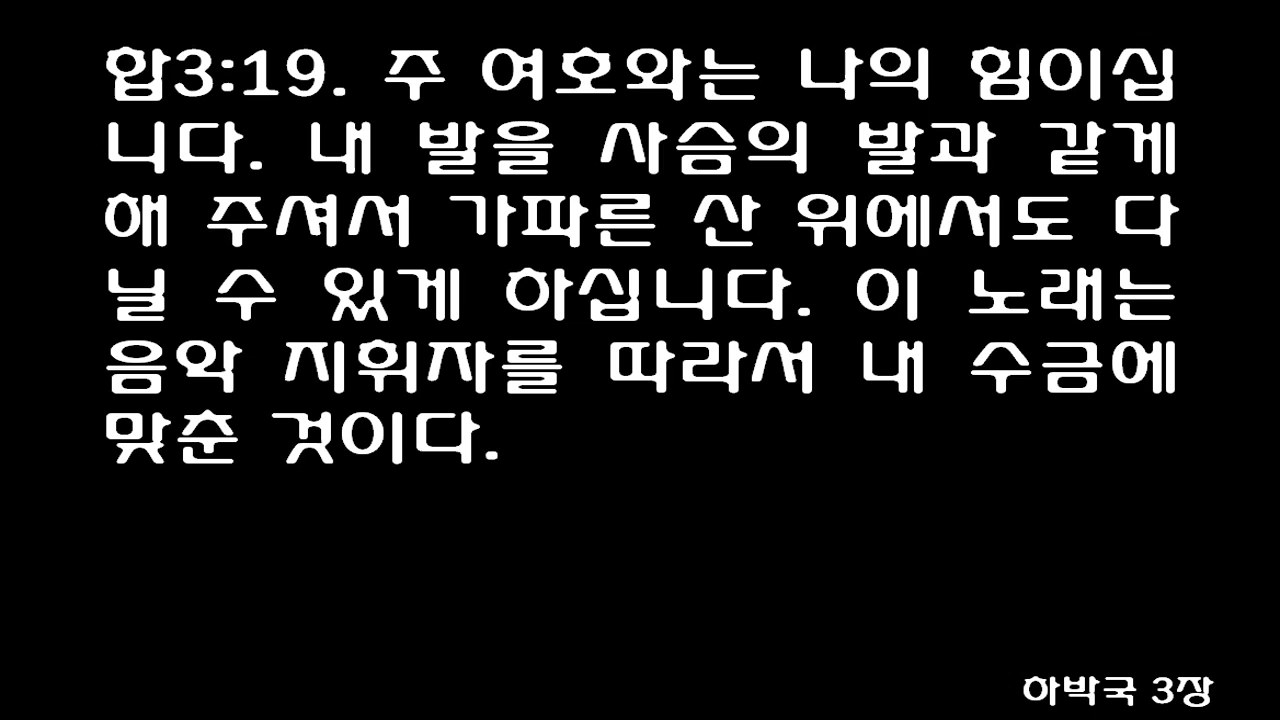 합3:19. 주 여호와는 나의 힘이십
니다. 내 발을 사슴의 발과 같게
해 주셔서 가파른 산 위에서도 다
닐 수 있게 하십니다. 이 노래는
음악 지휘자를 따라서 내 수금에
맞춘 것이다.
하박국 3장